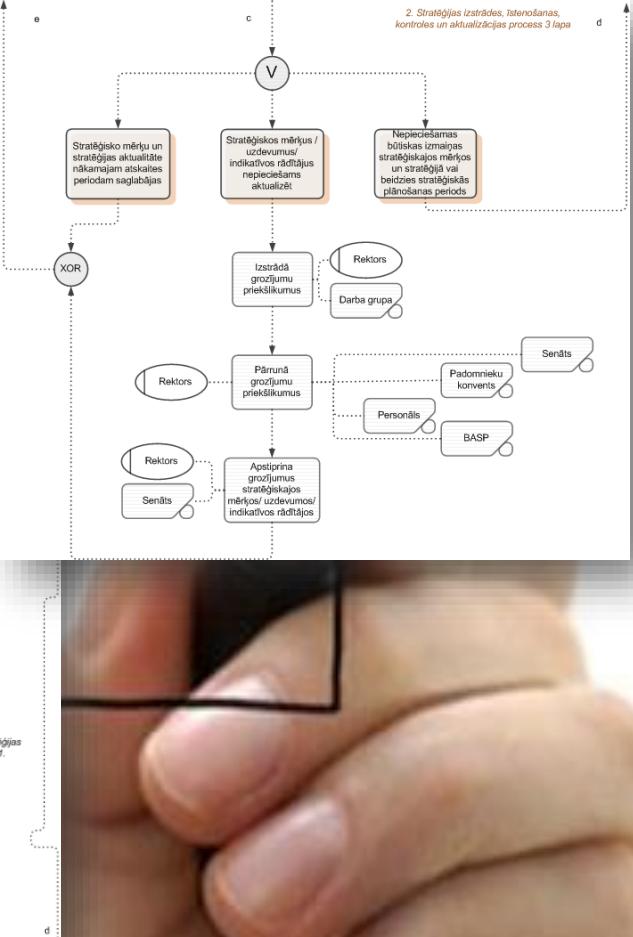 e
c
2. Stratēģijas izstrādes, īstenošanas,
kontroles un aktualizācijas process 3 lapa
d
V
Stratēģisko mērķu un
stratēģijas aktualitāte
nākamajam atskaites
periodam saglabājas
Stratēģiskos mērķus /
uzdevumus/
indikatīvos rādītājus
nepieciešams
aktualizēt
Nepieciešamas
būtiskas izmaiņas
stratēģiskajos mērķos
un stratēģijā vai
beidzies stratēģiskās
plānošanas periods
XOR
Izstrādā
grozījumu
priekšlikumus
Rektors
Darba grupa
Rektors
Pārrunā
grozījumu
priekšlikumus
Senāts
Padomnieku
konvents
Personāls
BASP
Rektors
Senāts
Apstiprina
grozījumus
stratēģiskajos
mērķos/ uzdevumos/
indikatīvos rādītājos
d